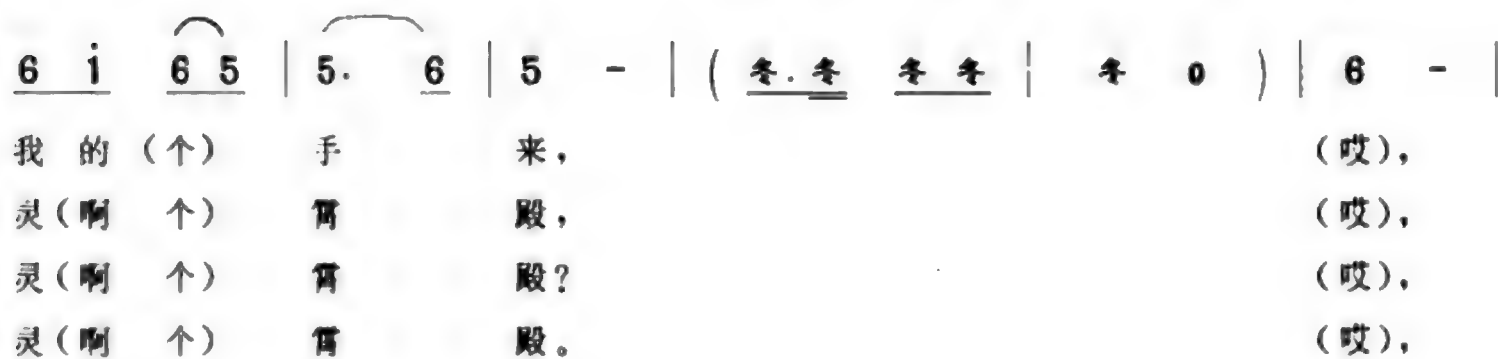 6 i 6 5 | 5. 6 | 5 - | ( 冬. 冬 冬 冬 | 冬 0 ) | 6 - |
我 的 (个) 手 来, (哎),
灵(啊 个) 霄 殿, (哎),
灵(啊 个) 霄 殿? (哎),
灵(啊 个) 霄 殿。 (哎),